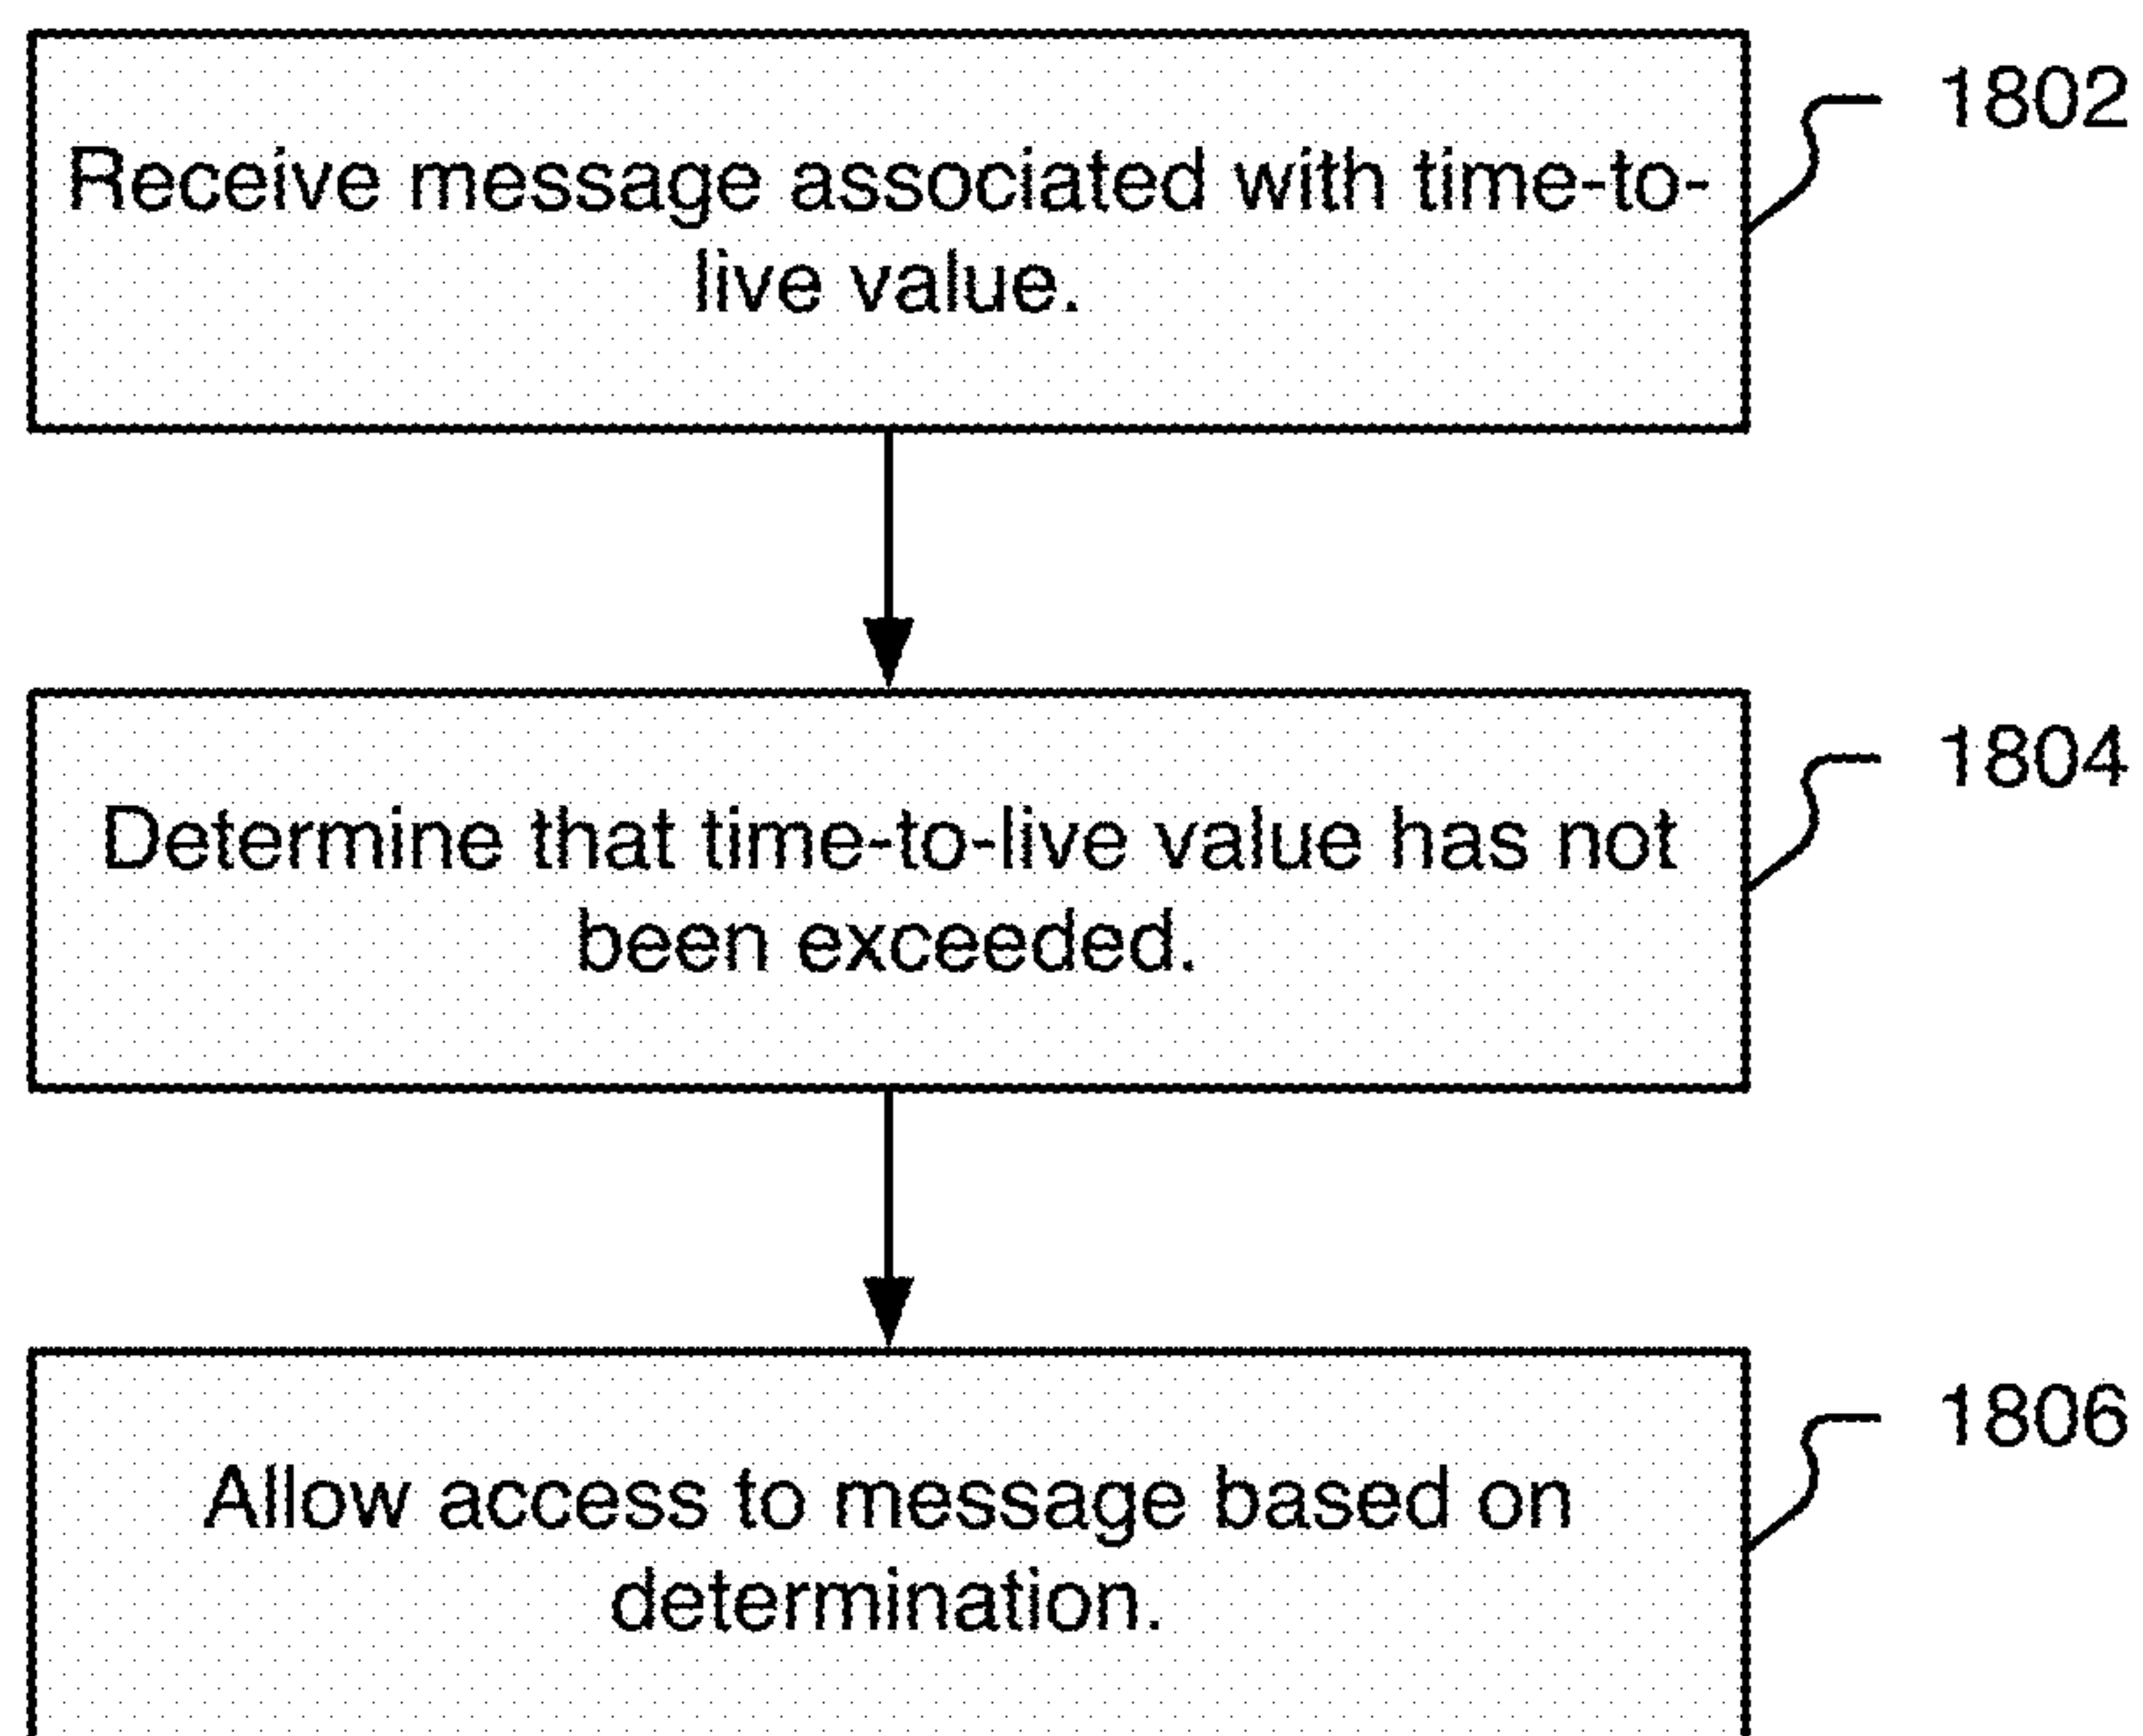 1802
Receive message associated with time-to-
live value.
1804
Determine that time-to-live value has not
been exceeded.
1806
Allow access to message based on
determination.